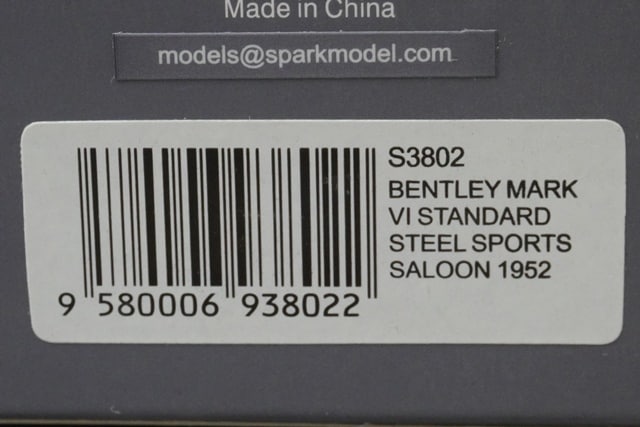 Made in China
models@sparkmodel.com
S3802
BENTLEY MARK
VI STANDARD
STEEL SPORTS
SALOON 1952
9 580006 938022